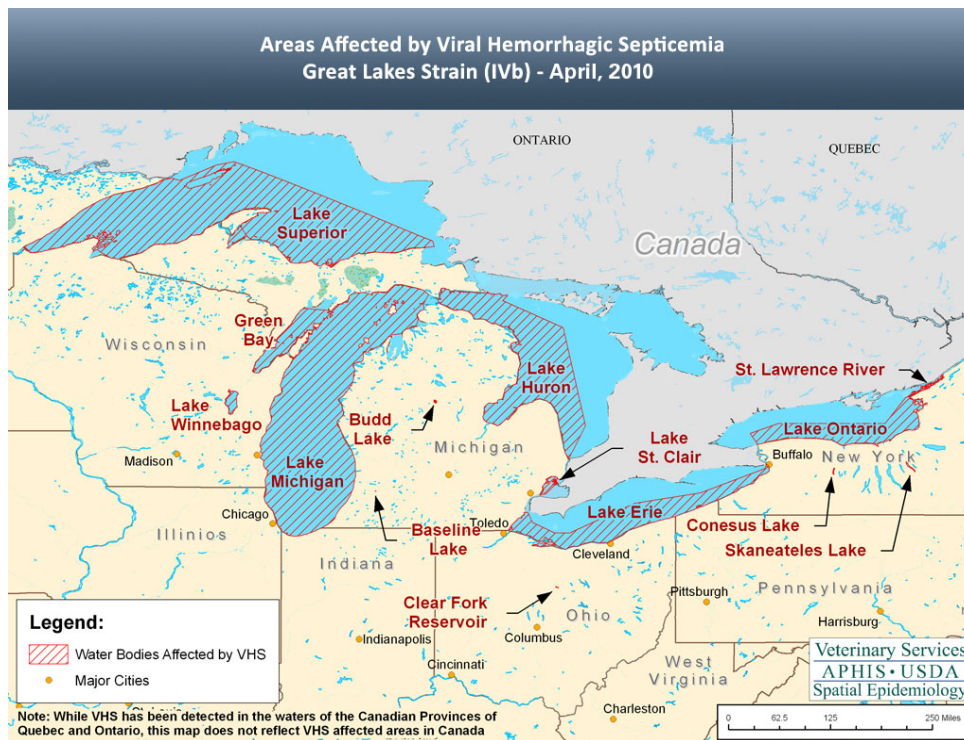 Areas Affected by Viral Hemorrhagic Septicemia
Great Lakes Strain (IVb) - April, 2010
ONTARIO
QUEBEC
Canada
Lake
Superior
Green
Bay
Wisconsin
Lake
Huron
St. Lawrence River
Lake
Winnebago
Budd
Lake
Michigan
Lake
St. Clair
Lake Ontario
Buffalo
New York
Madison
Lake
Michigan
Chicago
Illinios
Baseline
Lake
Toledo
Lake Erie
Cleveland
Conesus Lake
Skaneateles Lake
Indiana
Clear Fork
Reservoir
Ohio
Pittsburgh
Pennsylvania
Harrisburg
Columbus
Indianapolis
Cincinnati
West
Virginia
Charleston
Legend:
Water Bodies Affected by VHS
Major Cities
Note: While VHS has been detected in the waters of the Canadian Provinces of
Quebec and Ontario, this map does not reflect VHS affected areas in Canada
Veterinary Services
APHIS • USDA
Spatial Epidemiology
0 62.5 125 250 Miles